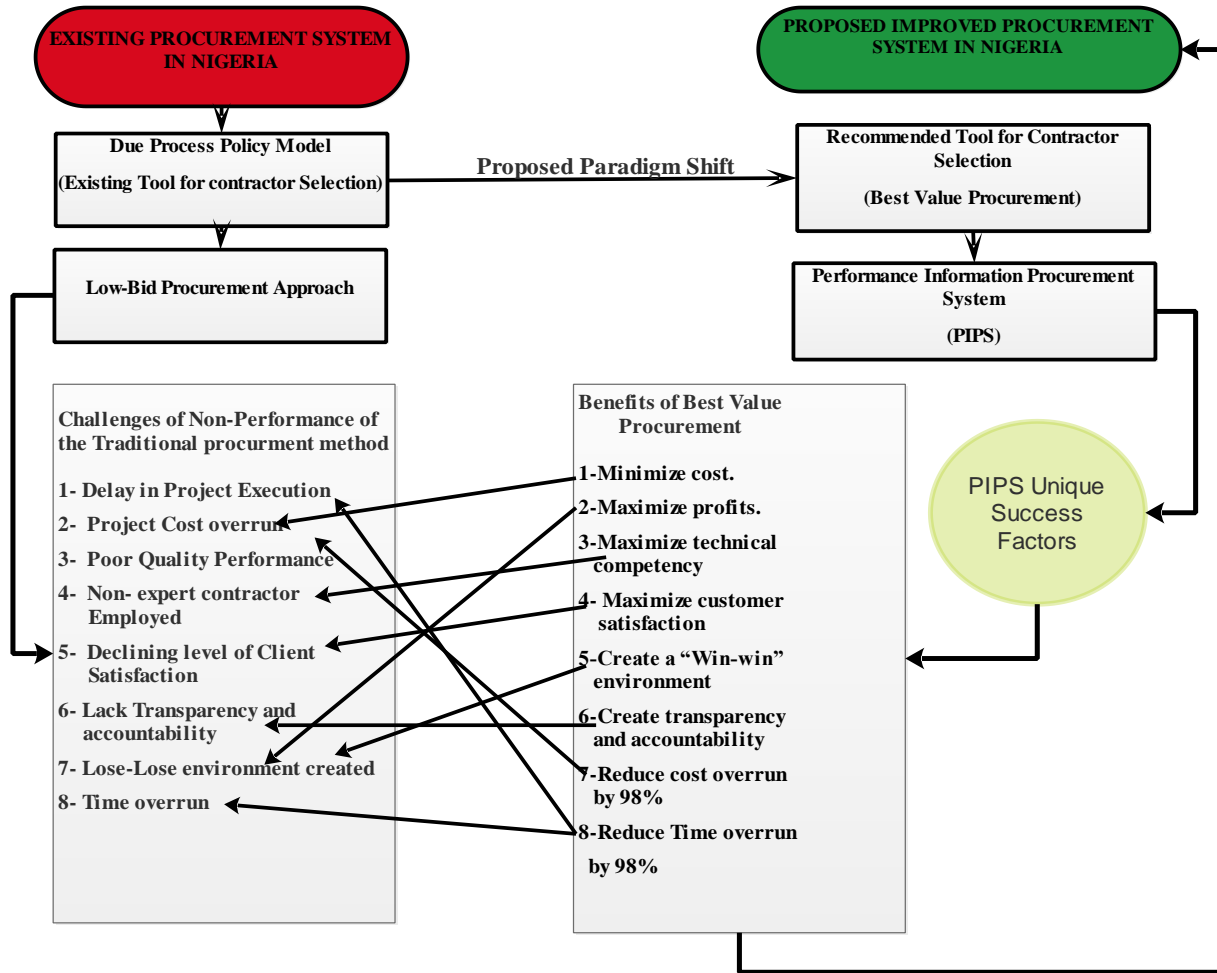 EXISTING PROCUREMENT SYSTEM
IN NIGERIA
PROPOSED IMPROVED PROCUREMENT
SYSTEM IN NIGERIA
Due Process Policy Model
(Existing Tool for contractor Selection)
Proposed Paradigm Shift
Recommended Tool for Contractor
Selection
(Best Value Procurement)
Low-Bid Procurement Approach
Performance Information Procurement
System
(PIPS)
Challenges of Non-Performance of
the Traditional procurment method
1- Delay in Project Execution
2- Project Cost overrun
3- Poor Quality Performance
4- Non- expert contractor
Employed
5- Declining level of Client
Satisfaction
6- Lack Transparency and
accountability
7- Lose-Lose environment created
8- Time overrun
Benefits of Best Value
Procurement
1-Minimize cost.
2-Maximize profits.
3-Maximize technical
competency
4- Maximize customer
satisfaction
5-Create a “Win-win”
environment
6-Create transparency
and accountability
7-Reduce cost overrun
by 98%
8-Reduce Time overrun
by 98%
PIPS Unique
Success
Factors